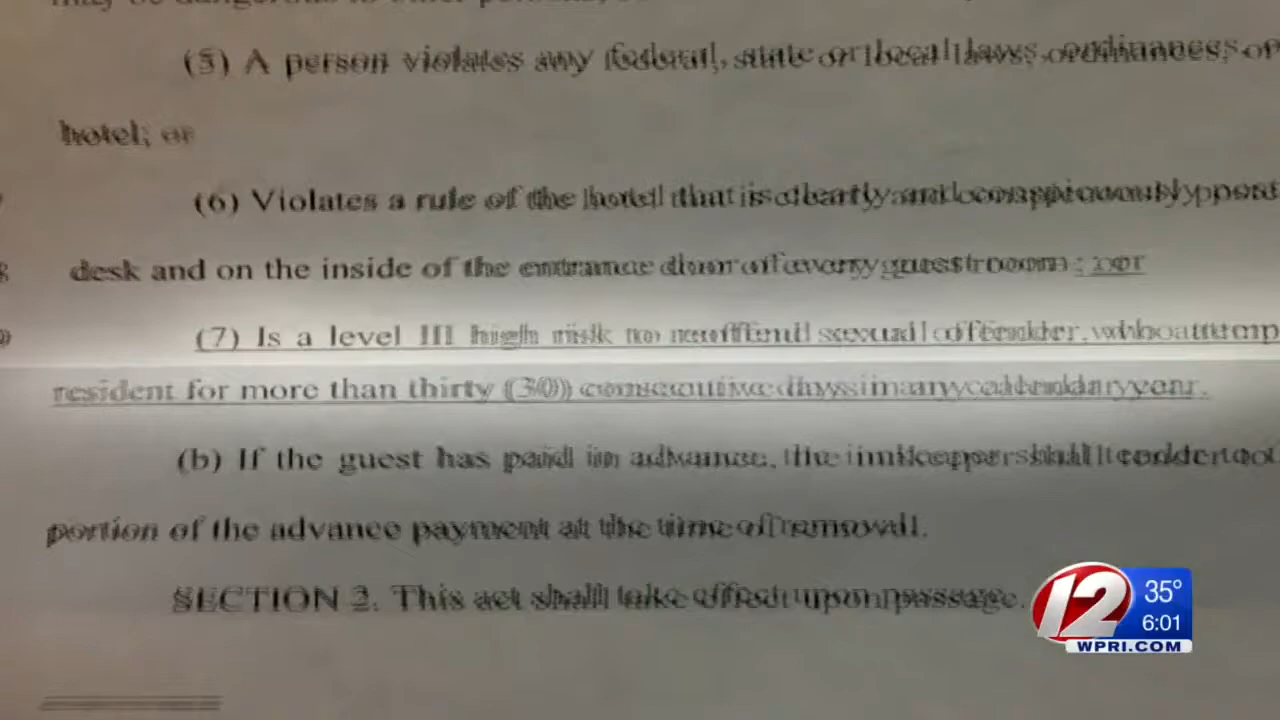 (5) A person violates any federal, state or local laws, ordinances, or
hotel; or
(6) Violates a rule of the hotel that is clearly and conspicuously post
desk and on the inside of the entrance door of every guestroom ; or
(7) Is a level III high risk to reoffend sexual offender, who attemp
resident for more than thirty (30) consecutive days in any calendar year.
(b) If the guest has paid in advance, the innkeeper shall tender to
portion of the advance payment at the time of removal.
SECTION 2. This act shall take effect upon passage.
12
35°
6:01
WPRI.COM